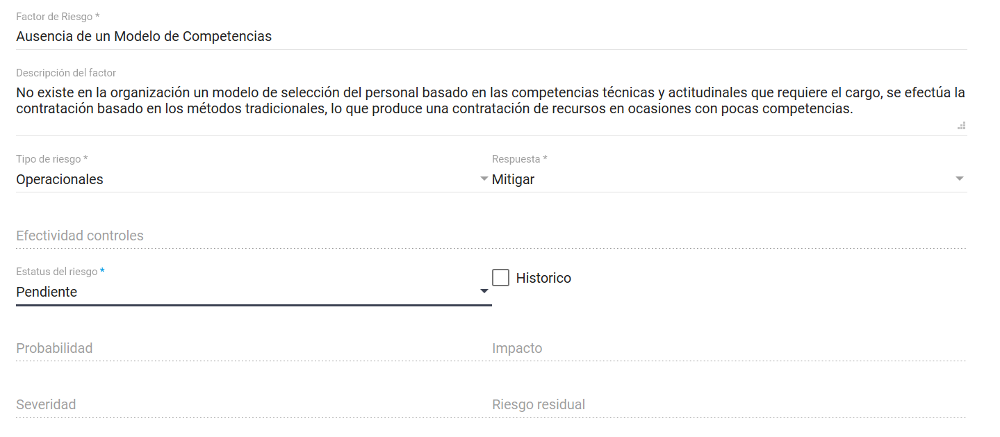 Factor de Riesgo *
Ausencia de un Modelo de Competencias
Descripción del factor
No existe en la organización un modelo de selección del personal basado en las competencias técnicas y actitudinales que requiere el cargo, se efectúa la
contratación basado en los métodos tradicionales, lo que produce una contratación de recursos en ocasiones con pocas competencias.
Tipo de riesgo *
Respuesta *
Operacionales
Mitigar
Efectividad controles
Estatus del riesgo *
Pendiente
Historico
Probabilidad
Impacto
Severidad
Riesgo residual